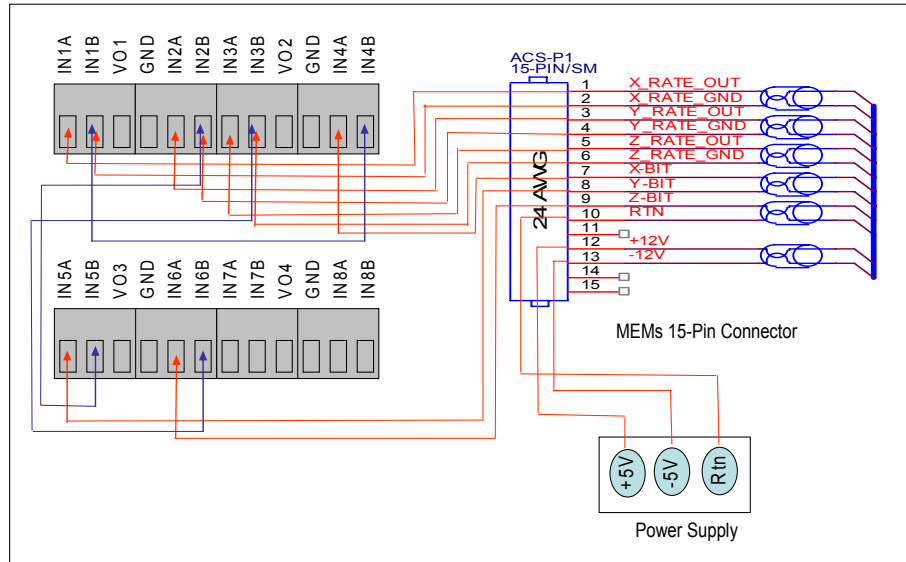 IN1A IN1B VO1 GND IN2A IN2B IN3A IN3B VO2 GND IN4A IN4B
ACS-P1
15-PIN/SM
24 AWG
1 X_RATE_OUT
2 X_RATE_GND
3 Y_RATE_OUT
4 Y_RATE_GND
5 Z_RATE_OUT
6 Z_RATE_GND
7 X-BIT
8 Y-BIT
9 Z-BIT
10 RTN
11
12 +12V
13 -12V
14
15
IN5A IN5B VO3 GND IN6A IN6B IN7A IN7B VO4 GND IN8A IN8B
MEMs 15-Pin Connector
+5V -5V Rtn
Power Supply